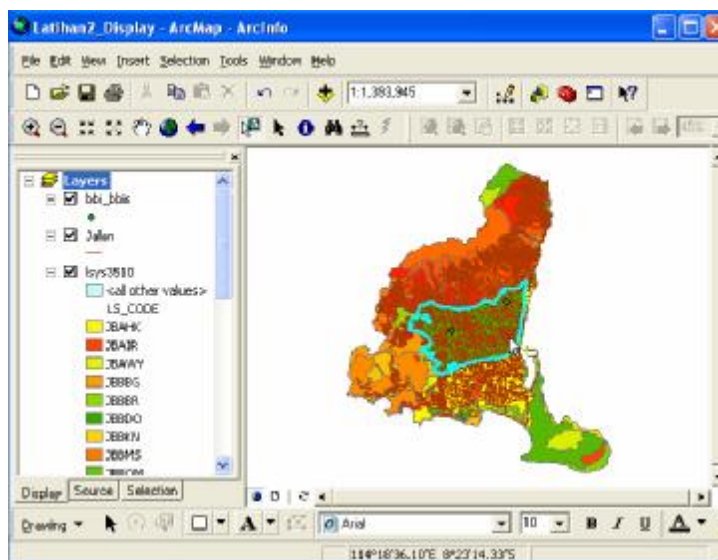 Latihan2_Display - ArcMap - ArcInfo
File Edit View Insert Selection Tools Window Help
1:1,393,945
Layers
bbi_bbis
Jalan
lsys3510
<all other values>
LS_CODE
JBAHK
JBAIR
JBAWY
JBBBG
JBBBR
JBBDO
JBBKN
JBBMS
Display Source Selection
Drawing
Arial
10
B I U A
114°18'36.10"E 8°23'14.33"S